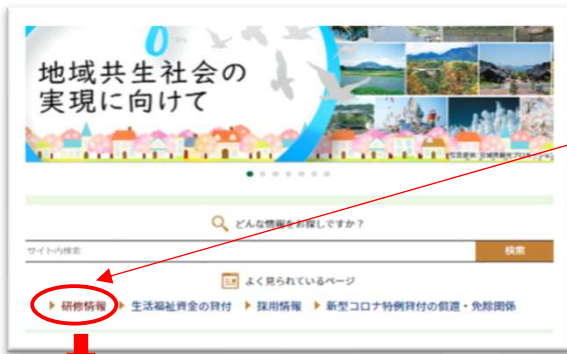 地域共生社会の
実現に向けて
どんな情報をお探しですか？
サイト内検索
検索
よく見られているページ
研修情報
生活福祉資金の貸付
採用情報
新型コロナ特例貸付の償還・免除関係